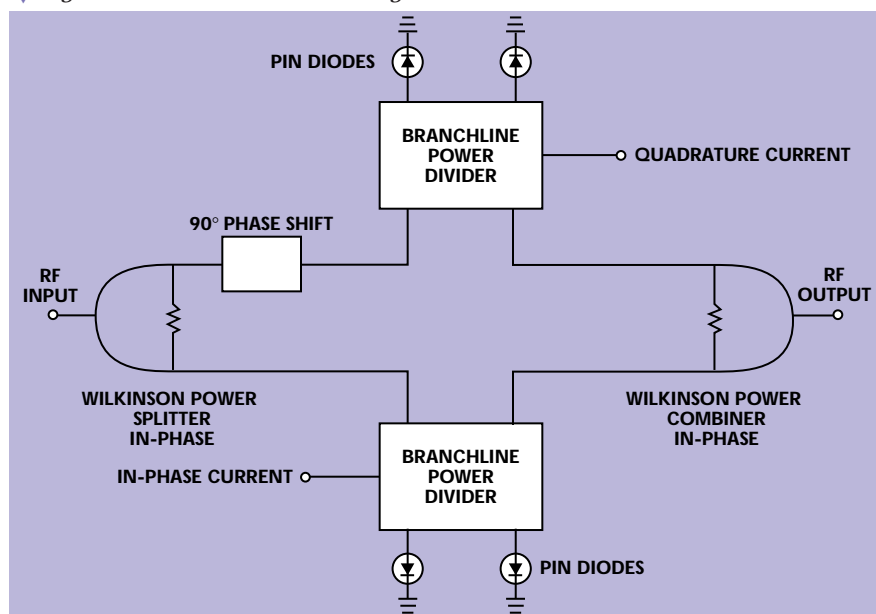 PIN DIODES
BRANCHLINE
POWER
DIVIDER
QUADRATURE CURRENT
90° PHASE SHIFT
RF
INPUT
RF
OUTPUT
WILKINSON POWER
SPLITTER
IN-PHASE
WILKINSON POWER
COMBINER
IN-PHASE
IN-PHASE CURRENT
BRANCHLINE
POWER
DIVIDER
PIN DIODES